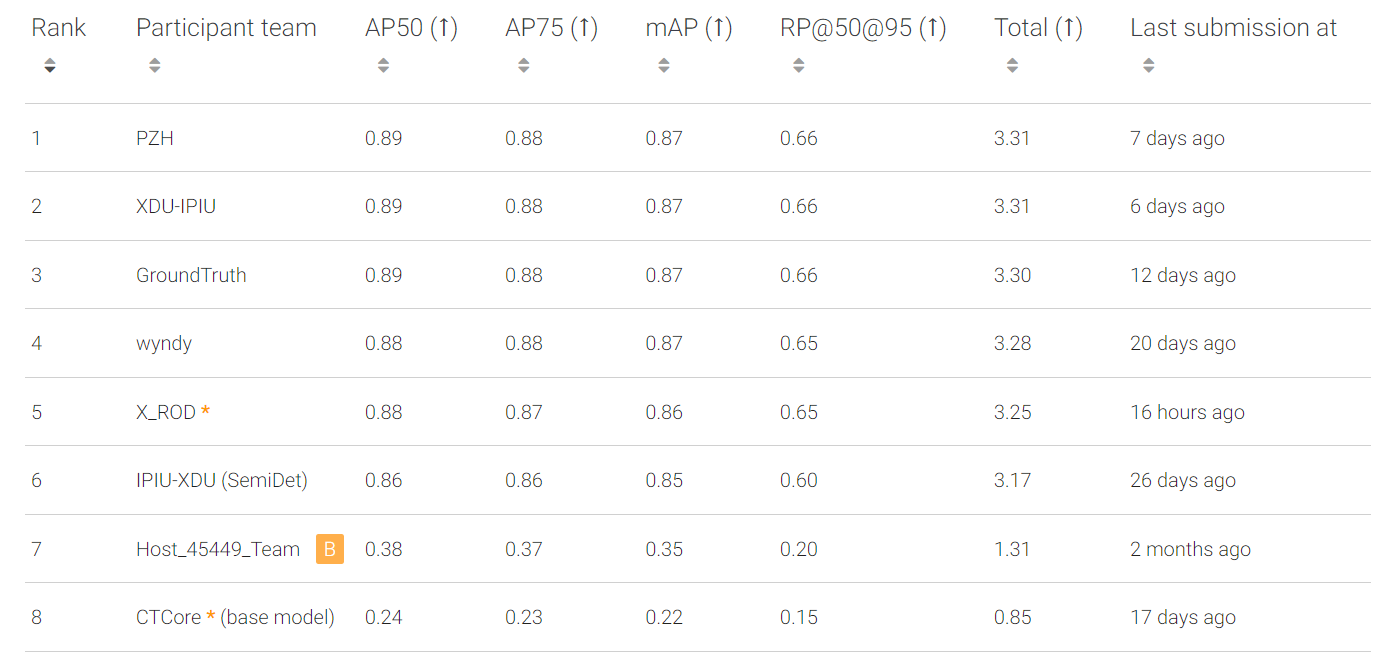 Rank Participant team AP50 (↑) AP75 (↑) mAP (↑) RP@50@95 (↑) Total (↑) Last submission at
1 PZH 0.89 0.88 0.87 0.66 3.31 7 days ago
2 XDU-IPIU 0.89 0.88 0.87 0.66 3.31 6 days ago
3 GroundTruth 0.89 0.88 0.87 0.66 3.30 12 days ago
4 wyndy 0.88 0.88 0.87 0.65 3.28 20 days ago
5 X_ROD * 0.88 0.87 0.86 0.65 3.25 16 hours ago
6 IPIU-XDU (SemiDet) 0.86 0.86 0.85 0.60 3.17 26 days ago
7 Host_45449_Team B 0.38 0.37 0.35 0.20 1.31 2 months ago
8 CTCore * (base model) 0.24 0.23 0.22 0.15 0.85 17 days ago